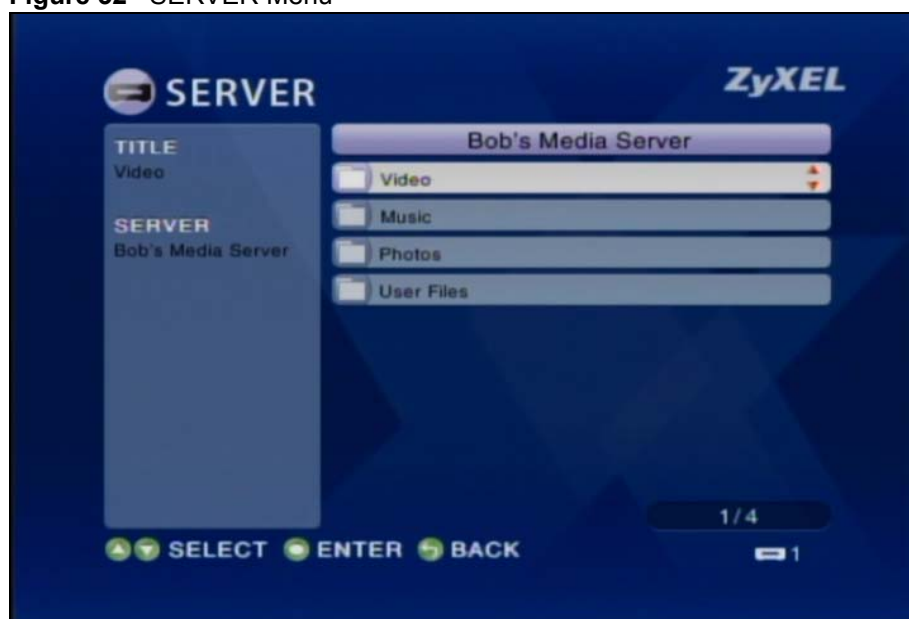 Figure 32 SERVER Menu
SERVER
ZyXEL
TITLE
Video
SERVER
Bob's Media Server
Bob's Media Server
Video
Music
Photos
User Files
1/4
SELECT ENTER BACK
1